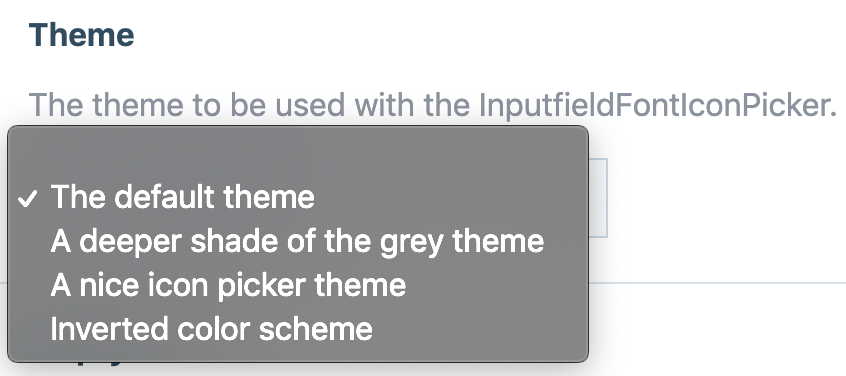 Theme
The theme to be used with the InputfieldFontIconPicker.
✓ The default theme
A deeper shade of the grey theme
A nice icon picker theme
Inverted color scheme